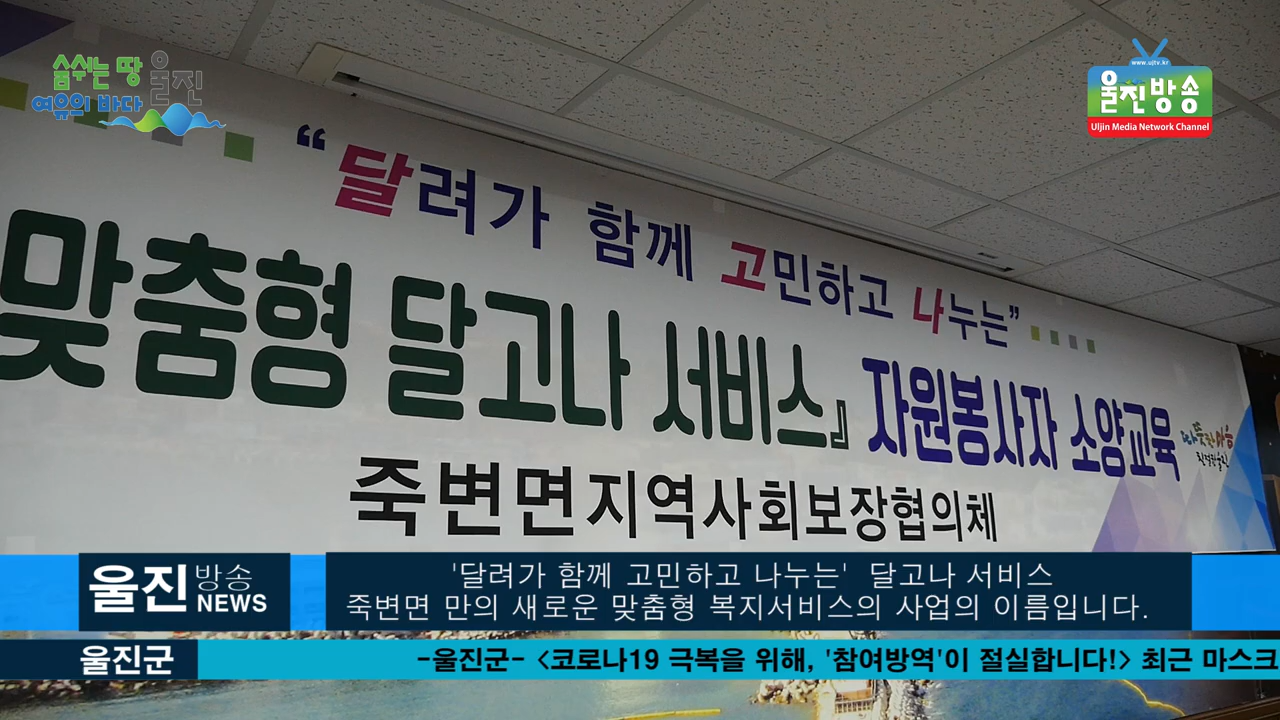 숨쉬는 땅 울진
여유의 바다
www.ujtv.kr
울진방송
Uljin Media Network Channel
“달려가 함께 고민하고 나누는”
맞춤형 달고나 서비스』 자원봉사자 소양교육
죽변면지역사회보장협의체
울진 방송
NEWS
'달려가 함께 고민하고 나누는' 달고나 서비스
죽변면 만의 새로운 맞춤형 복지서비스의 사업의 이름입니다.
울진군
-울진군- <코로나19 극복을 위해, '참여방역'이 절실합니다!> 최근 마스크